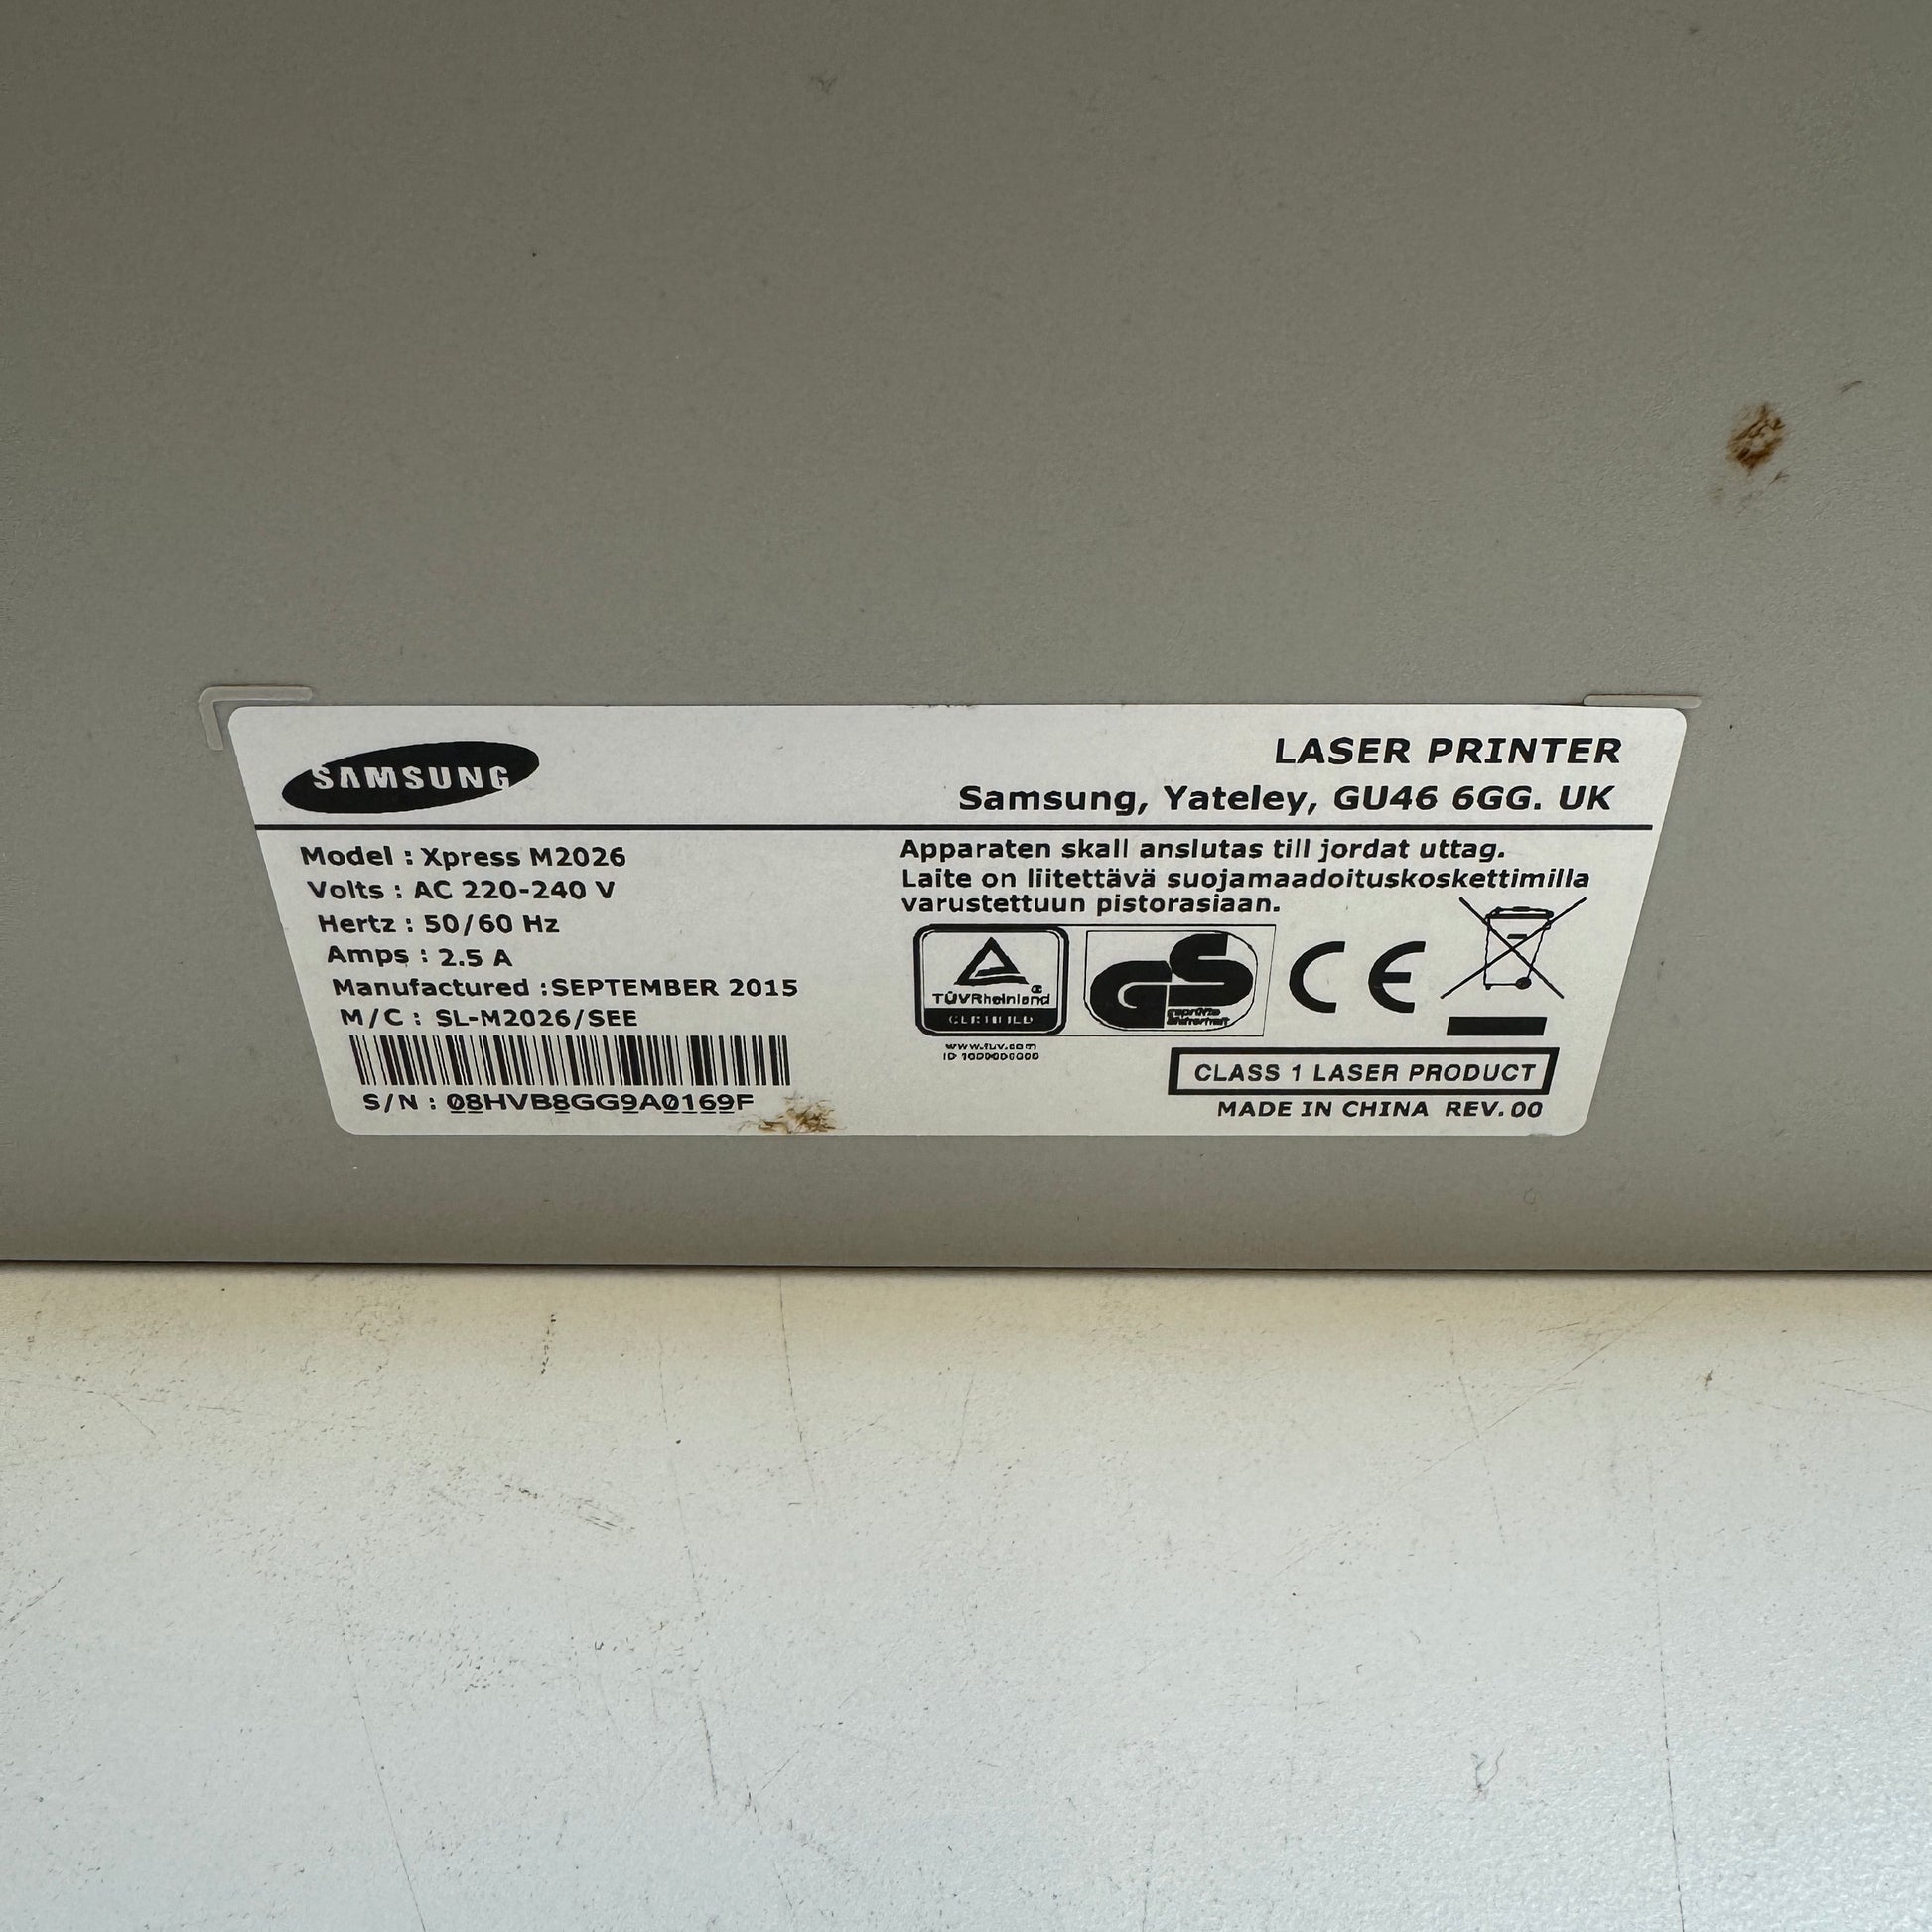 SAMSUNG
LASER PRINTER
Samsung, Yateley, GU46 6GG. UK
Model : Xpress M2026
Volts : AC 220-240 V
Hertz : 50/60 Hz
Amps : 2.5 A
Manufactured :SEPTEMBER 2015
M/C : SL-M2026/SEE
S/N : 08HVB8GG9A0169F
Apparaten skall anslutas till jordat uttag.
Laite on liitettävä suojamaadoituskoskettimilla
varustettuun pistorasiaan.
TÜVRheinland
CERTIFIED
www.tuv.com
ID
GS
geprüfte
Sicherheit
CE
CLASS 1 LASER PRODUCT
MADE IN CHINA REV. 00